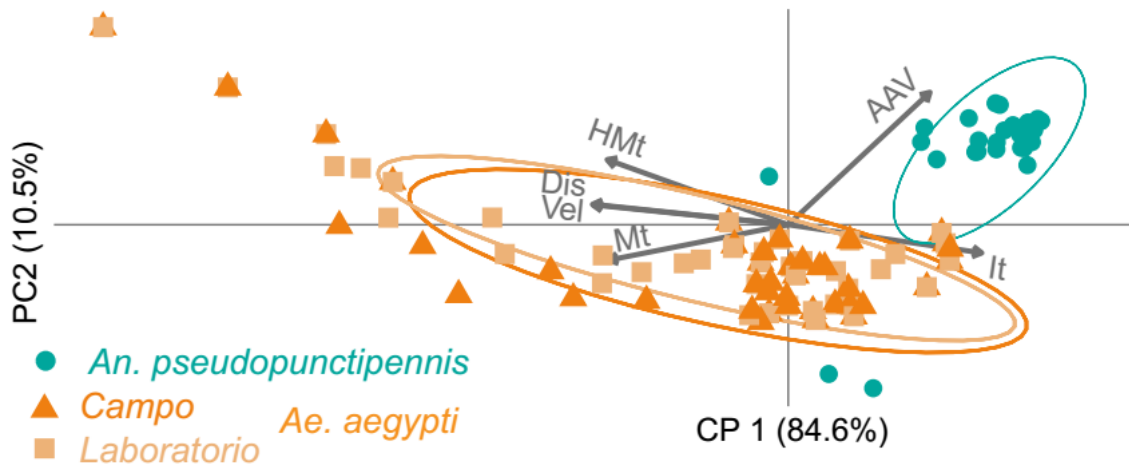 AAV
HMt
Dis
Vel
Mt
It
PC2 (10.5%)
CP 1 (84.6%)
An. pseudopunctipennis
Campo
Ae. aegypti
Laboratorio